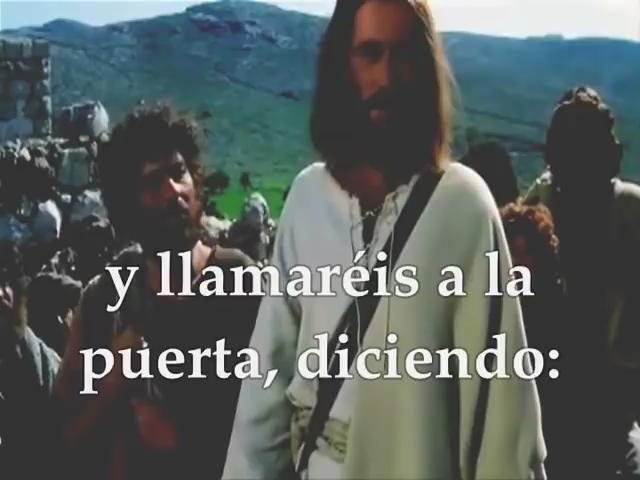 y llamaréis a la
puerta, diciendo: